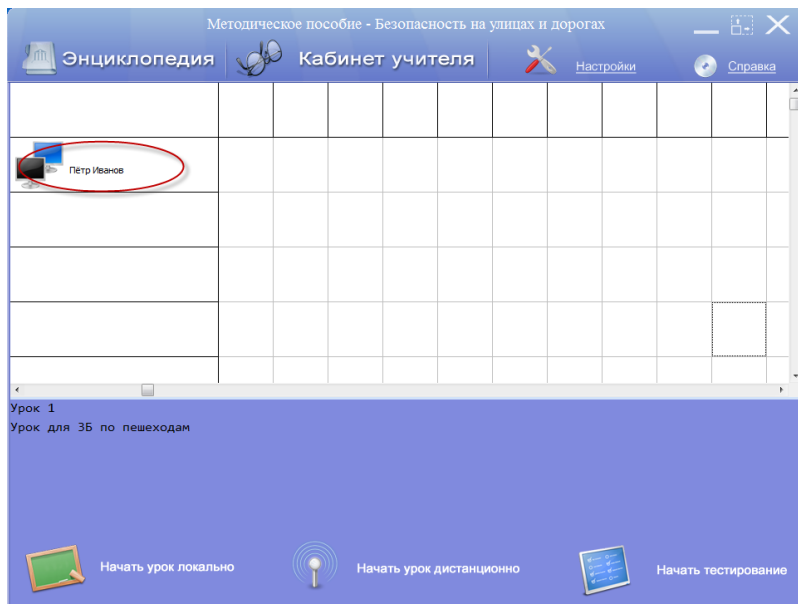 Методическое пособие - Безопасность на улицах и дорогах
Энциклопедия Кабинет учителя Настройки Справка
Пётр Иванов
Урок 1
Урок для 3Б по пешеходам
Начать урок локально Начать урок дистанционно Начать тестирование